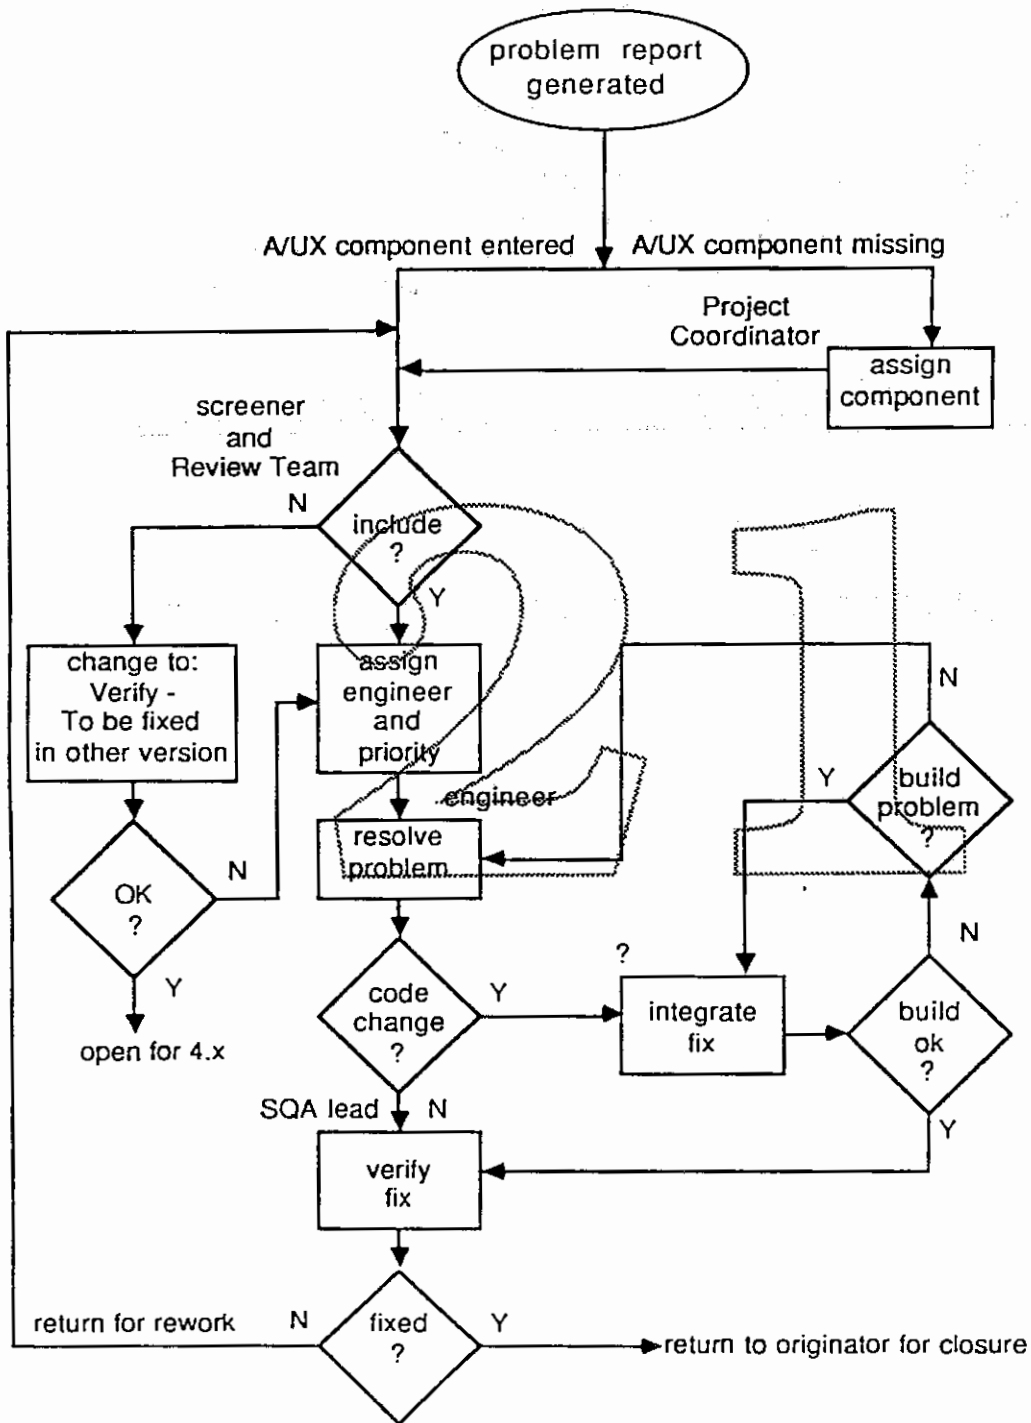 problem report
generated
A/UX component entered
A/UX component missing
Project
Coordinator
assign
component
screener
and
Review Team
N
include
?
Y
change to:
Verify -
To be fixed
in other version
assign
engineer
and
priority
N
Y
build
problem
?
engineer
resolve
problem
N
OK
?
Y
open for 4.x
N
?
code
change
?
Y
integrate
fix
build
ok
?
SQA lead
N
Y
verify
fix
return for rework
N
fixed
?
Y
return to originator for closure
21